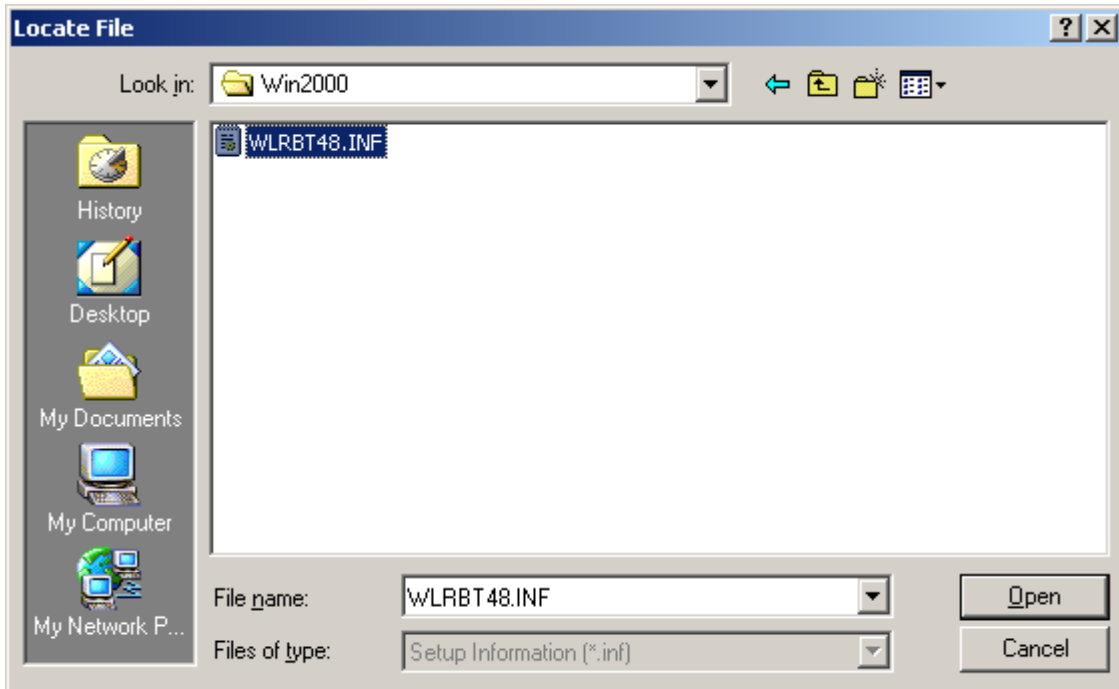 Locate File
Look in: Win2000
WLRBT48.INF
History
Desktop
My Documents
My Computer
My Network P...
File name: WLRBT48.INF Open
Files of type: Setup Information (*.inf) Cancel